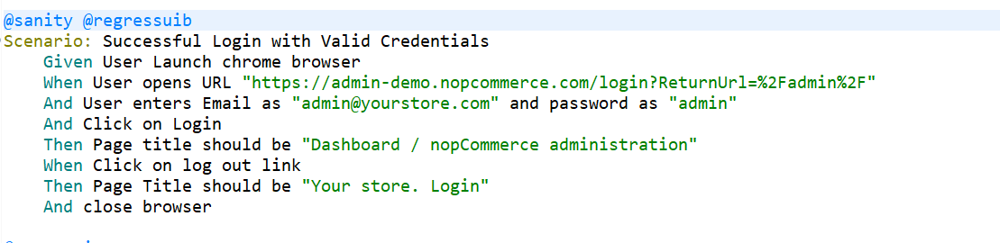 @sanity @regressuib
Scenario: Successful Login with Valid Credentials
Given User Launch chrome browser
When User opens URL "https://admin-demo.nopcommerce.com/login?ReturnUrl=%2Fadmin%2F"
And User enters Email as "admin@yourstore.com" and password as "admin"
And Click on Login
Then Page title should be "Dashboard / nopCommerce administration"
When Click on log out link
Then Page Title should be "Your store. Login"
And close browser